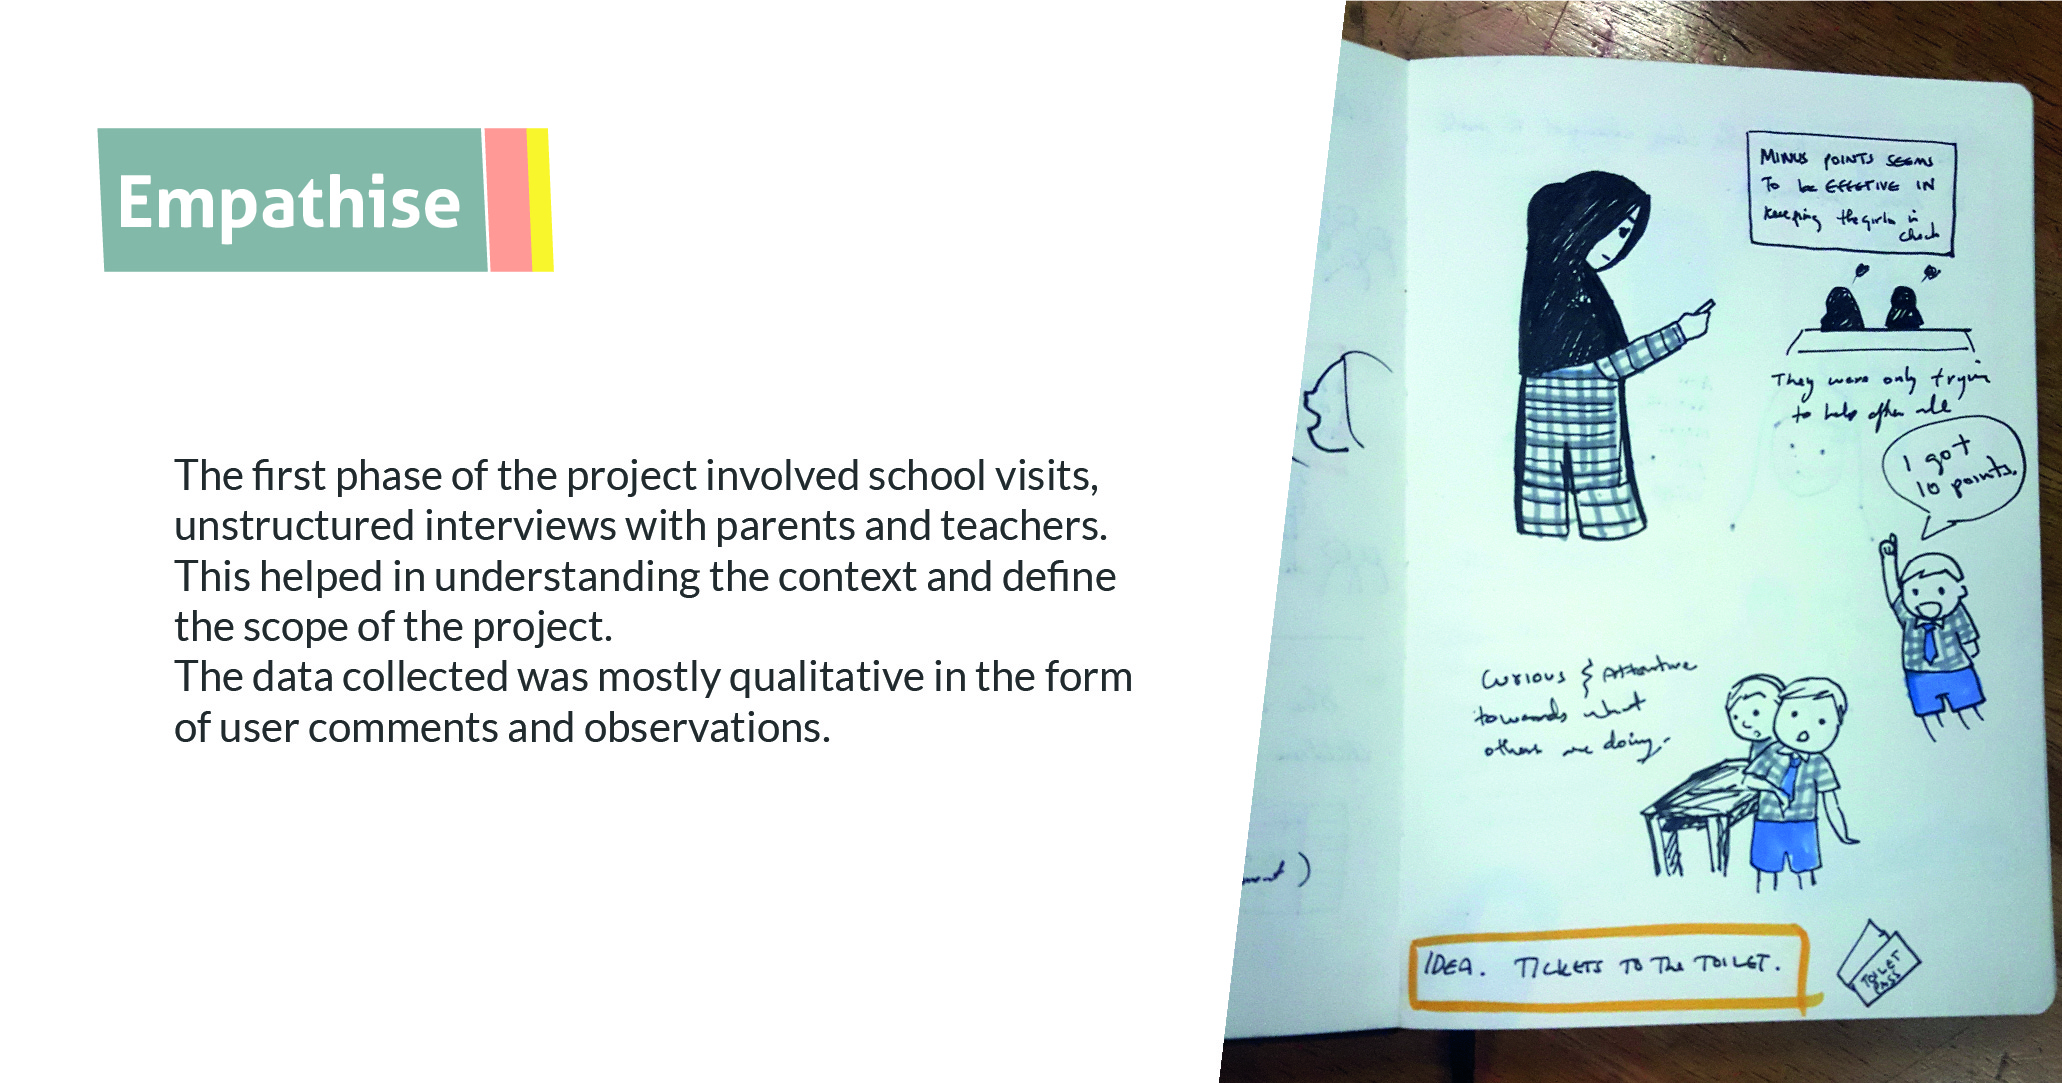 Empathise
The first phase of the project involved school visits,
unstructured interviews with parents and teachers.
This helped in understanding the context and define
the scope of the project.
The data collected was mostly qualitative in the form
of user comments and observations.
MINUS POINTS SEEMS
To be EFFETIVE IN
keeping the girls in
check
They were only trying
to help after all
I got
10 points.
Curious & Attentive
towards what
others are doing.
IDEA. TICKETS TO THE TOILET.
TOILET
PASS